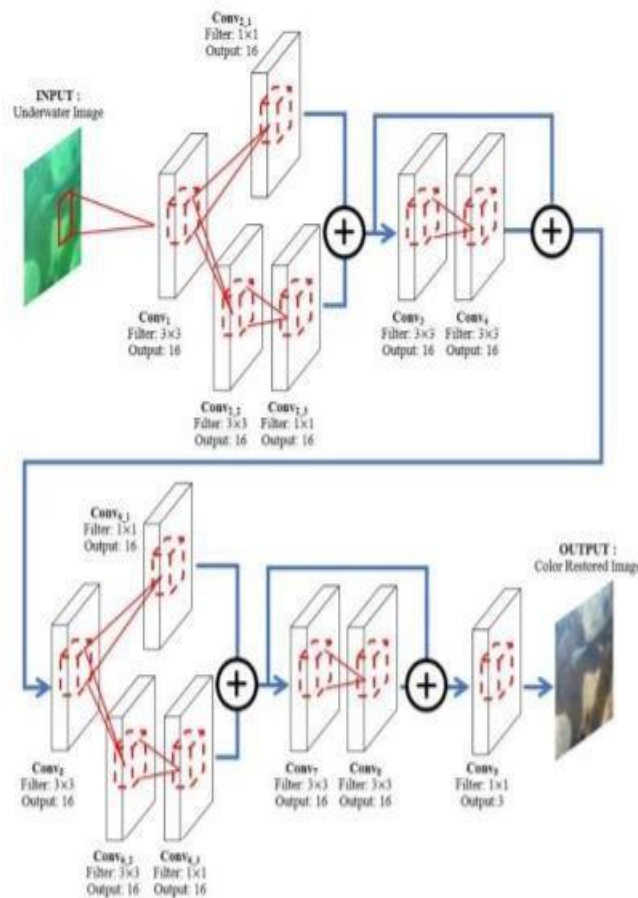 Conv2_1
Filter: 1×1
Output: 16
INPUT :
Underwater Image
+
+
Conv1
Filter: 3×3
Output: 16
Conv3
Filter: 3×3
Output: 16
Conv4
Filter: 3×3
Output: 16
Conv2_2
Filter: 3×3
Output: 16
Conv2_3
Filter: 1×1
Output: 16
Conv6_1
Filter: 1×1
Output: 16
OUTPUT :
Color Restored Image
+
+
Conv5
Filter: 3×3
Output: 16
Conv7
Filter: 3×3
Output: 16
Conv8
Filter: 3×3
Output: 16
Conv9
Filter: 1×1
Output:3
Conv6_2
Filter: 3×3
Output: 16
Conv6_3
Filter: 1×1
Output: 16